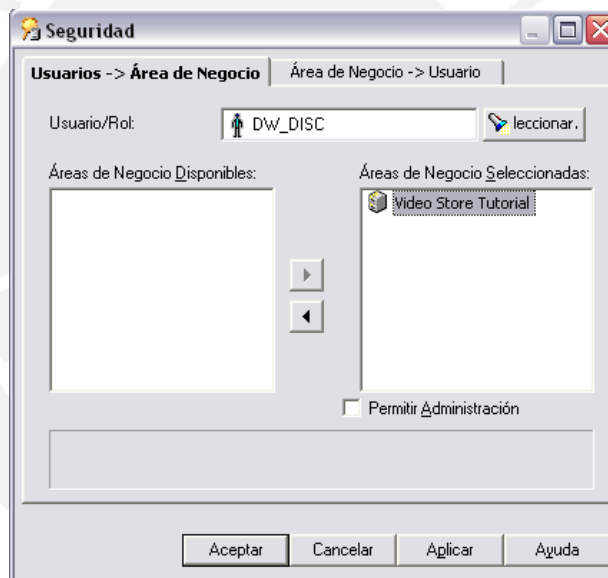 Seguridad
Usuarios -> Área de Negocio
Área de Negocio -> Usuario
Usuario/Rol:
DW_DISC
leccionar.
Áreas de Negocio Disponibles:
Áreas de Negocio Seleccionadas:
Video Store Tutorial
Permitir Administración
Aceptar
Cancelar
Aplicar
Ayuda